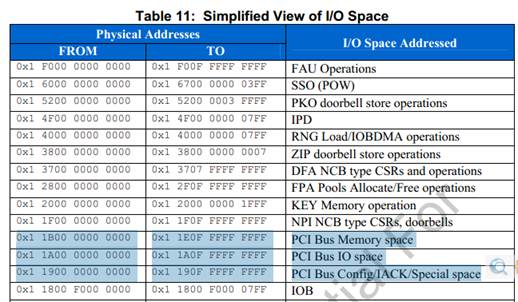 Table 11: Simplified View of I/O Space
Physical Addresses I/O Space Addressed
FROM TO
0x1 F000 0000 0000 0x1 F00F FFFF FFFF FAU Operations
0x1 6000 0000 0000 0x1 6700 0000 03FF SSO (POW)
0x1 5200 0000 0000 0x1 5200 0003 FFFF PKO doorbell store operations
0x1 4F00 0000 0000 0x1 4F00 0000 07FF IPD
0x1 4000 0000 0000 0x1 4000 0000 07FF RNG Load/IOBDMA operations
0x1 3800 0000 0000 0x1 3800 0000 0007 ZIP doorbell store operations
0x1 3700 0000 0000 0x1 3707 FFFF FFFF DFA NCB type CSRs and operations
0x1 2800 0000 0000 0x1 2F0F FFFF FFFF FPA Pools Allocate/Free operations
0x1 2000 0000 0000 0x1 2000 0000 1FFF KEY Memory operation
0x1 1F00 0000 0000 0x1 1F0F FFFF FFFF NPI NCB type CSRs, doorbells
0x1 1B00 0000 0000 0x1 1E0F FFFF FFFF PCI Bus Memory space
0x1 1A00 0000 0000 0x1 1A0F FFFF FFFF PCI Bus IO space
0x1 1900 0000 0000 0x1 190F FFFF FFFF PCI Bus Config/IACK/Special space
0x1 1800 F000 0000 0x1 1800 F000 07FF IOB